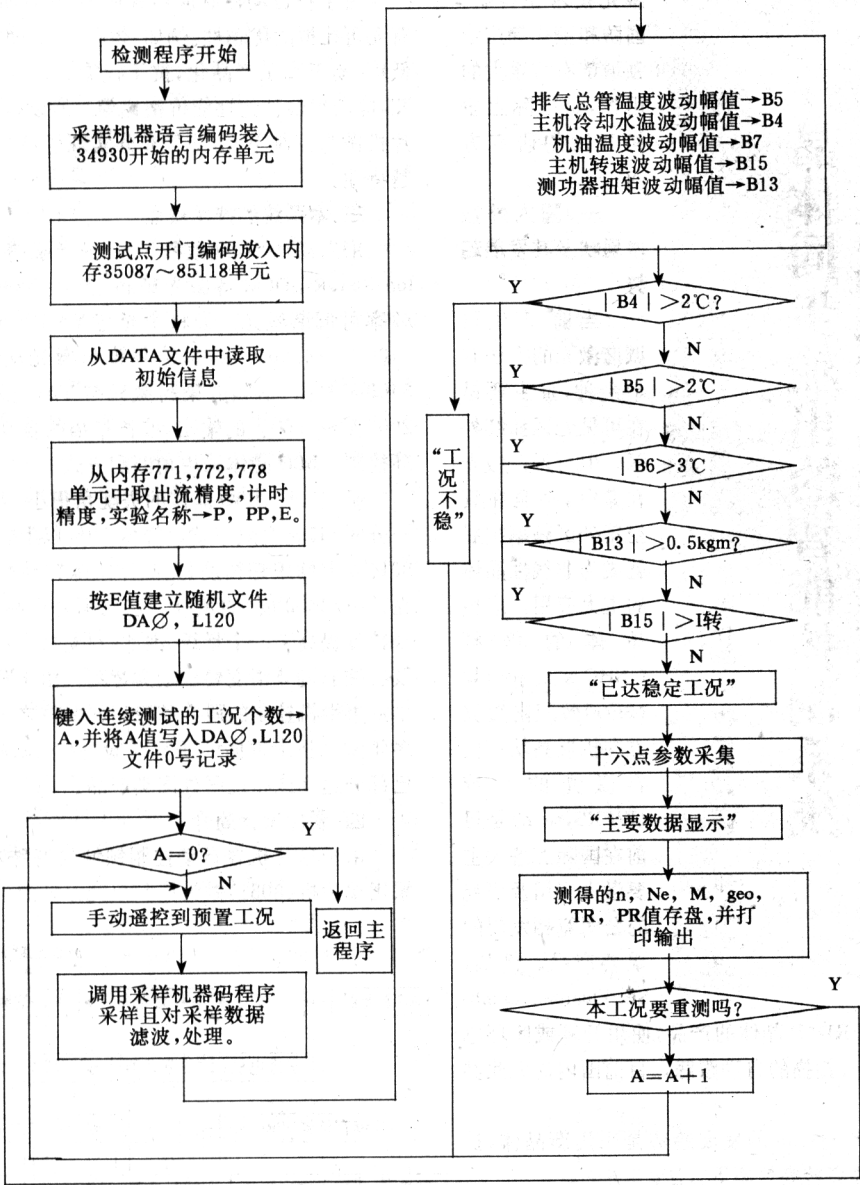 检测程序开始
采样机器语言编码装入
34930开始的内存单元
测试点开门编码放入内
存35087～85118单元
从DATA文件中读取
初始信息
从内存771,772,778
单元中取出流精度,计时
精度,实验名称→P, PP,E。
按E值建立随机文件
DA∅, L120
键入连续测试的工况个数→
A,并将A值写入DA∅,L120
文件0号记录
A=0?
Y
N
手动遥控到预置工况
返回主
程序
调用采样机器码程序
采样且对采样数据
滤波,处理。
排气总管温度波动幅值→B5
主机冷却水温波动幅值→B4
机油温度波动幅值→B7
主机转速波动幅值→B15
测功器扭矩波动幅值→B13
Y
| B4 | >2℃?
N
Y
| B5 | >2℃
N
Y
| B6>3℃
N
Y
| B13 | >0.5kgm?
N
Y
| B15 | >I转
N
“工况不稳”
“已达稳定工况”
十六点参数采集
“主要数据显示”
测得的n, Ne, M, geo,
TR, PR值存盘,并打
印输出
本工况要重测吗?
Y
A=A+1